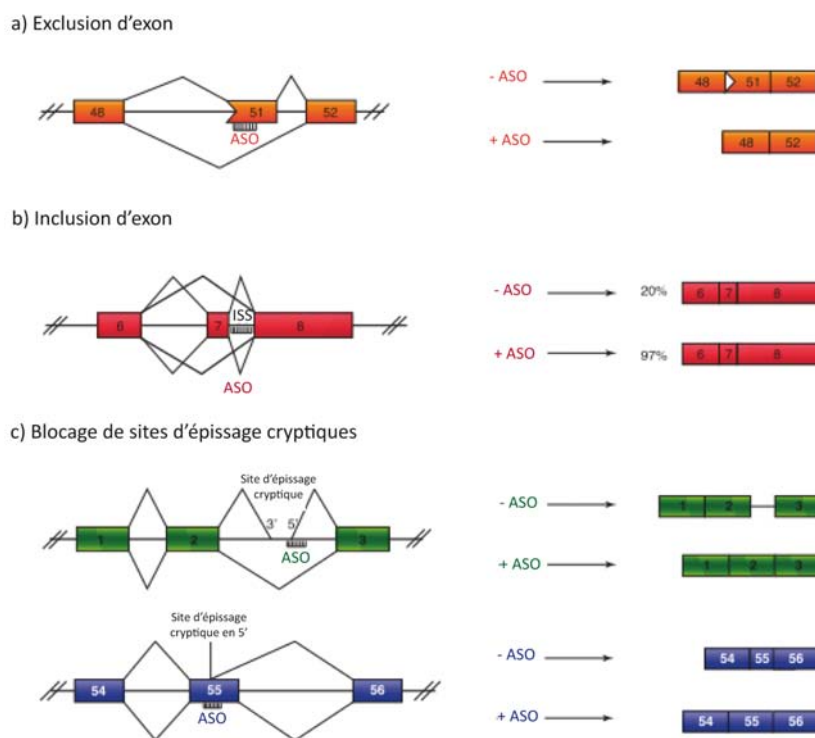 a) Exclusion d'exon
48 51 52
ASO
- ASO
48 51 52
+ ASO
48 52
b) Inclusion d'exon
6 7 ISS 8
ASO
- ASO
20%
6 7 8
+ ASO
97%
6 7 8
c) Blocage de sites d'épissage cryptiques
Site d'épissage
cryptique
3' 5'
1 2 3
ASO
- ASO
1 2 3
+ ASO
1 2 3
Site d'épissage
cryptique en 5'
54 55 56
ASO
- ASO
54 55 56
+ ASO
54 55 56